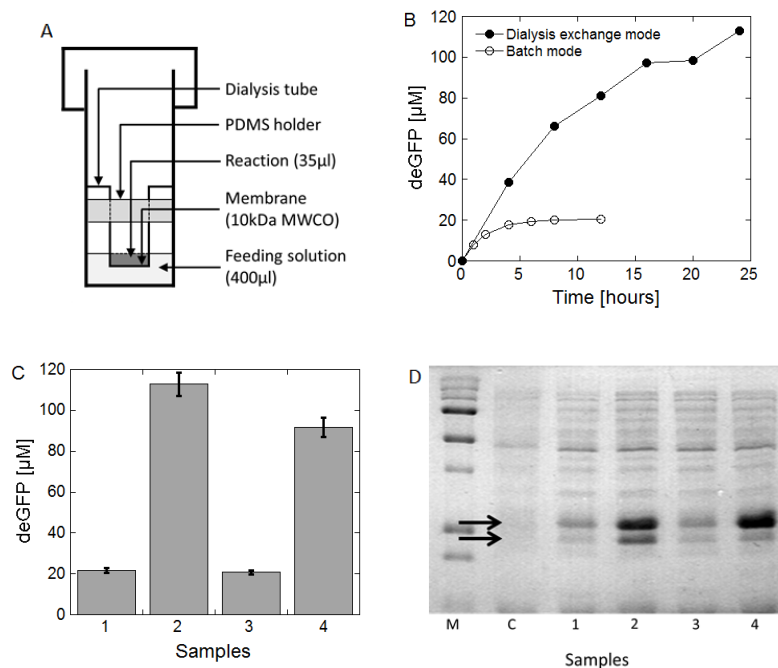 A
Dialysis tube
PDMS holder
Reaction (35µl)
Membrane
(10kDa MWCO
Feeding solution
(400µl)
B
120
100
80
60
40
20
0
deGFP [µM]
Dialysis exchange mode
Batch mode
0
5
10
15
20
25
Time [hours]
C
120
100
80
60
40
20
0
deGFP [µM]
1
2
3
4
Samples
D
M
C
1
2
3
4
Samples